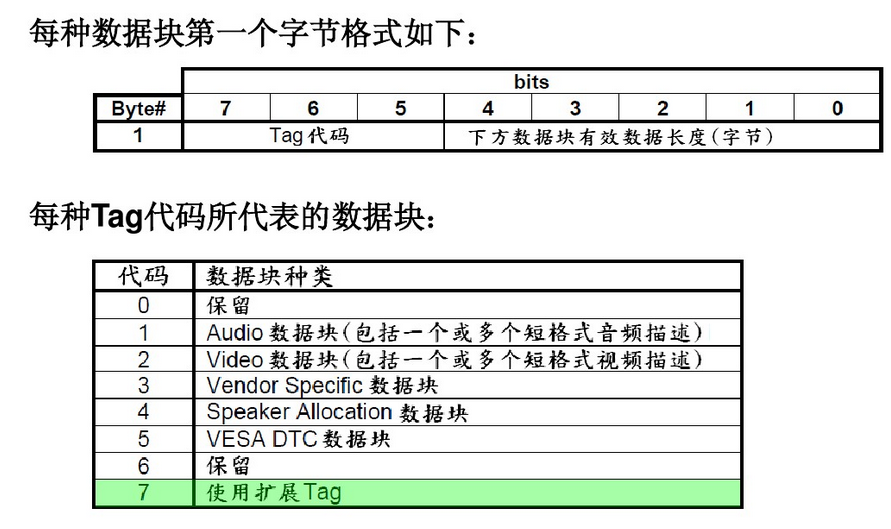 每种数据块第一个字节格式如下：
bits
Byte# 7 6 5 4 3 2 1 0
1 Tag代码 下方数据块有效数据长度(字节)
每种Tag代码所代表的数据块：
代码 数据块种类
0 保留
1 Audio 数据块(包括一个或多个短格式音频描述)
2 Video 数据块(包括一个或多个短格式视频描述)
3 Vendor Specific 数据块
4 Speaker Allocation 数据块
5 VESA DTC 数据块
6 保留
7 使用扩展Tag